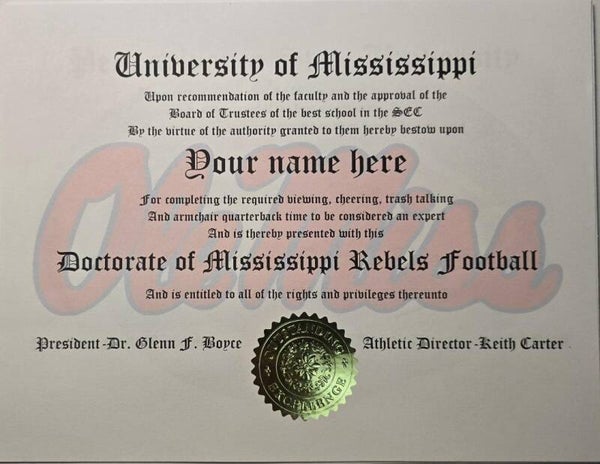 University of Mississippi
Upon recommendation of the faculty and the approval of the
Board of Trustees of the best school in the SEC
By the virtue of the authority granted to them hereby bestow upon
Your name here
For completing the required viewing, cheering, trash talking
And armchair quarterback time to be considered an expert
And is thereby presented with this
Doctorate of Mississippi Rebels Football
And is entitled to all of the rights and privileges thereunto
President-Dr. Glenn F. Boyce
Athletic Director-Keith Carter
Ole Miss
OUTSTANDING
EXCELLENCE